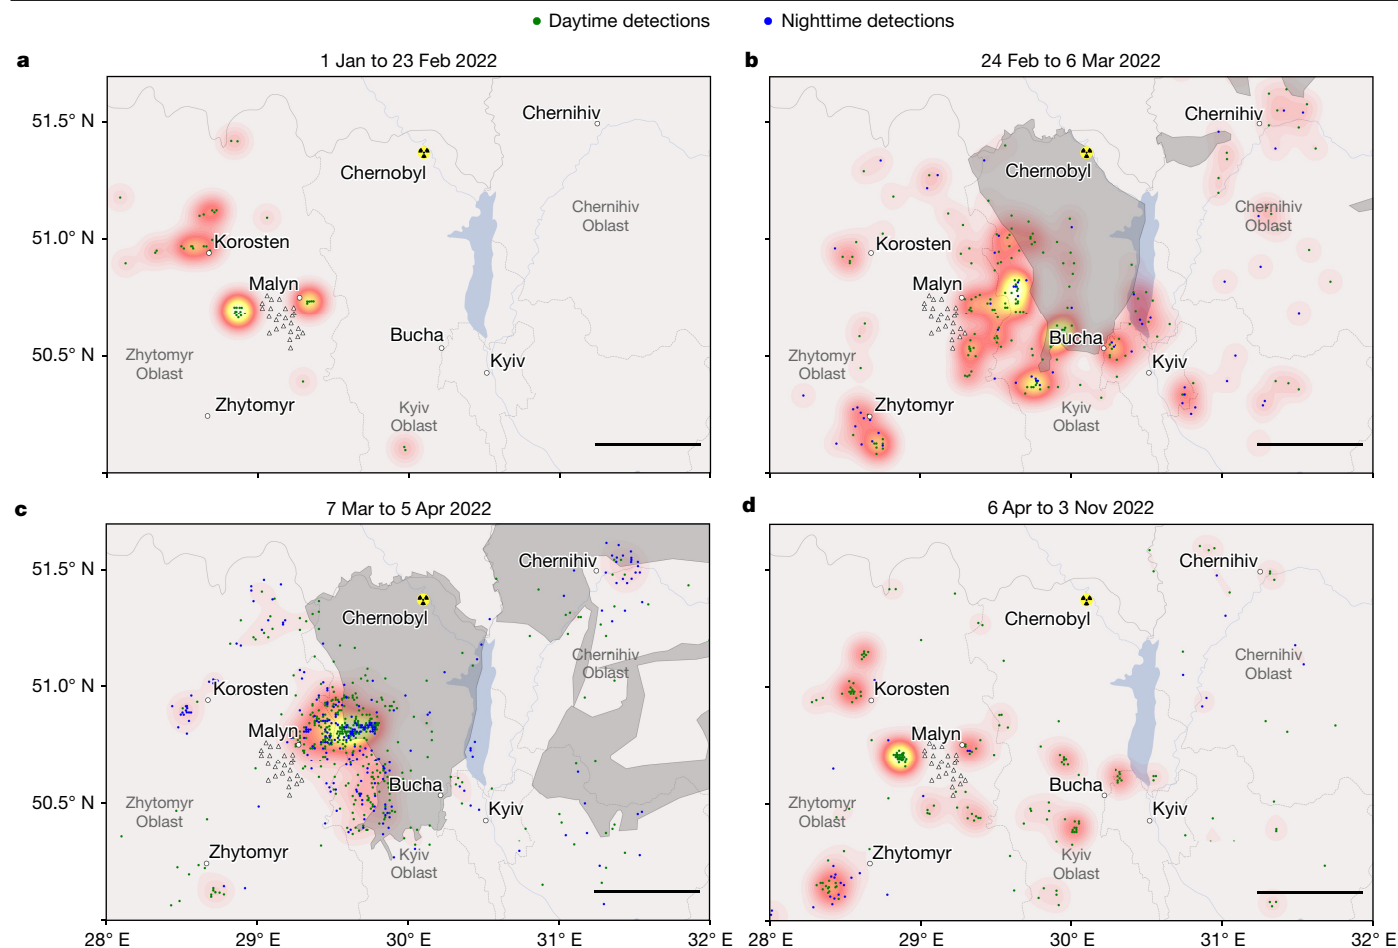 Daytime detections
Nighttime detections
a
1 Jan to 23 Feb 2022
51.5° N
51.0° N
50.5° N
Chernihiv
Chernobyl
Chernihiv
Oblast
Korosten
Malyn
Bucha
Kyiv
Zhytomyr
Oblast
Zhytomyr
Kyiv
Oblast
b
24 Feb to 6 Mar 2022
Chernihiv
Chernobyl
Chernihiv
Oblast
Korosten
Malyn
Bucha
Kyiv
Zhytomyr
Oblast
Zhytomyr
Kyiv
Oblast
c
7 Mar to 5 Apr 2022
51.5° N
51.0° N
50.5° N
Chernihiv
Chernobyl
Chernihiv
Oblast
Korosten
Malyn
Bucha
Kyiv
Zhytomyr
Oblast
Zhytomyr
Kyiv
Oblast
28° E
29° E
30° E
31° E
d
6 Apr to 3 Nov 2022
Chernihiv
Chernobyl
Chernihiv
Oblast
Korosten
Malyn
Bucha
Kyiv
Zhytomyr
Oblast
Zhytomyr
Kyiv
Oblast
32° E
28° E
29° E
30° E
31° E
32° E